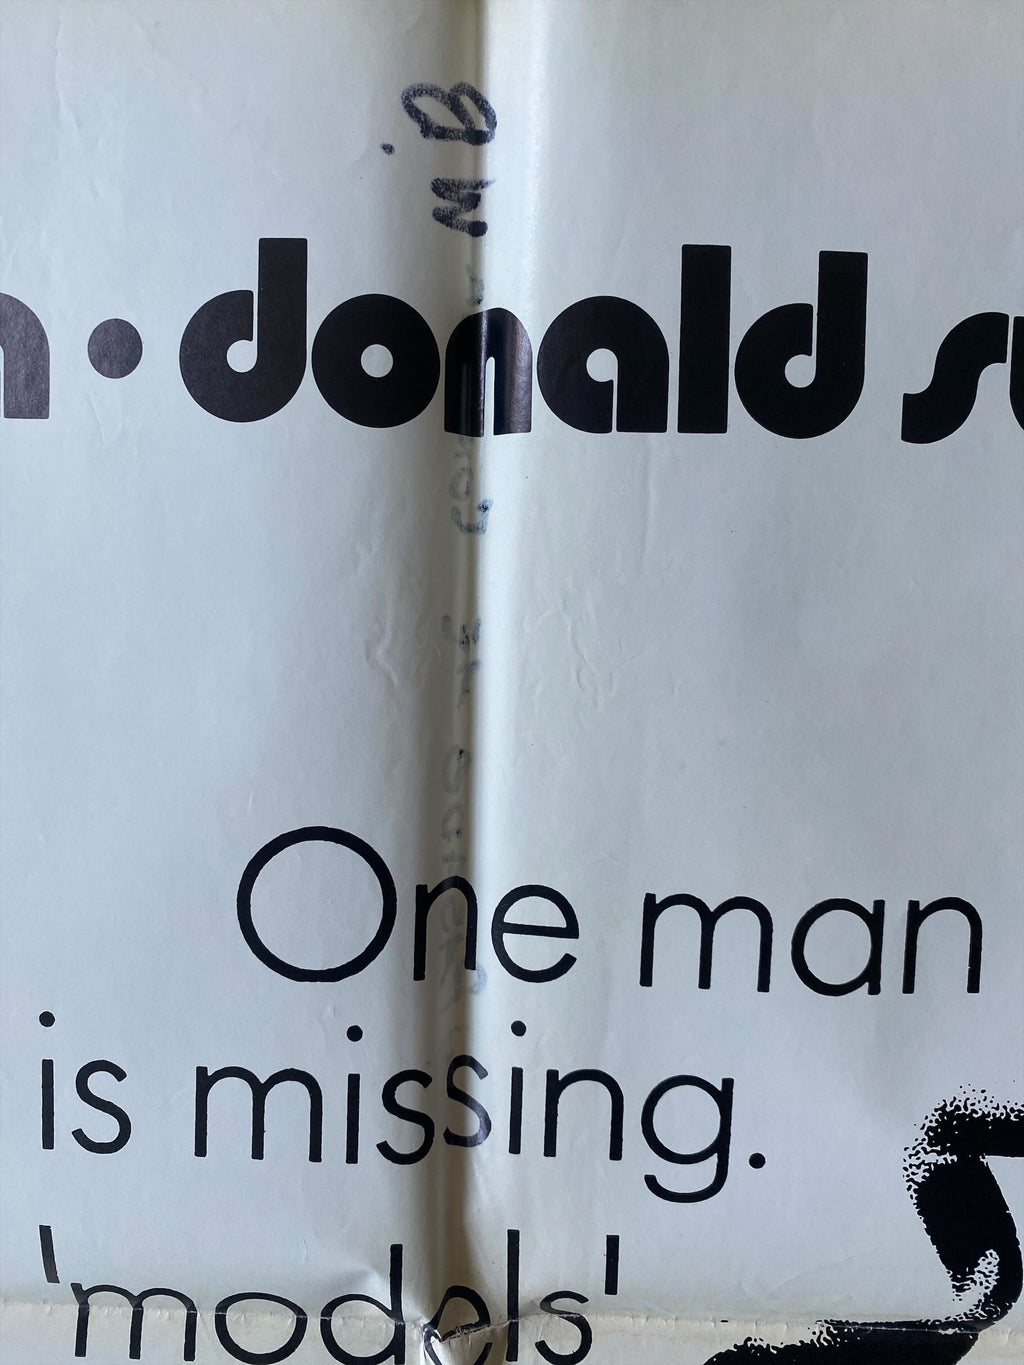 n • donald su
One man
is missing.
'models'